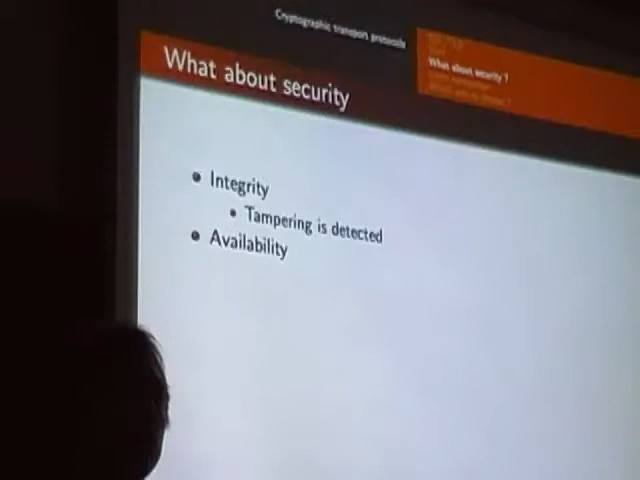 Cryptographic transport protocols
What about security ?
What about security
Integrity
Tampering is detected
Availability